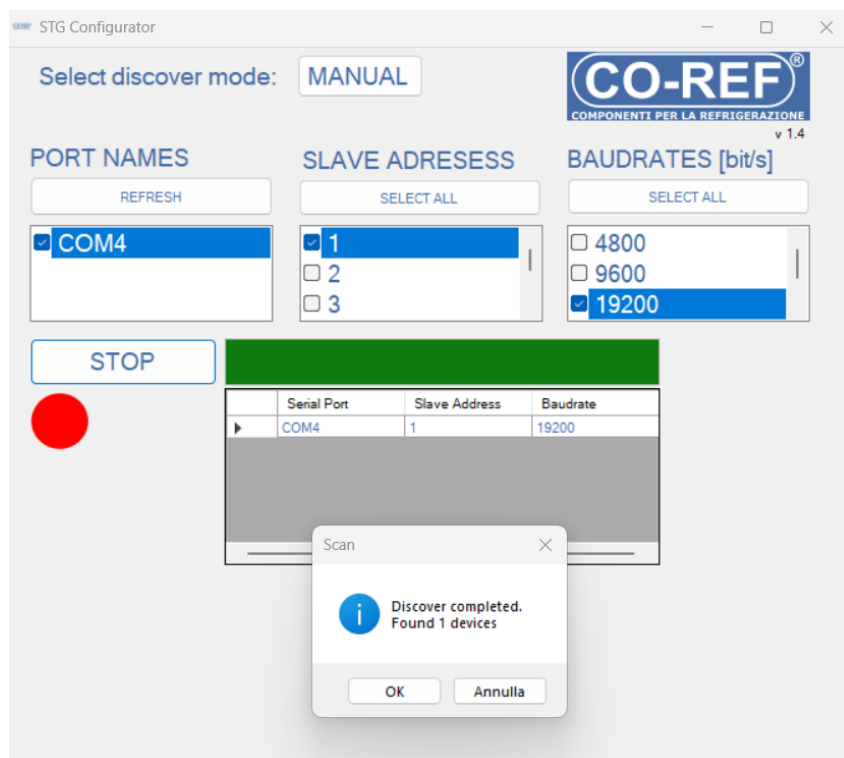 STG Configurator
Select discover mode:
MANUAL
CO-REF®
COMPONENTI PER LA REFRIGERAZIONE
v 1.4
PORT NAMES
SLAVE ADRESESS
BAUDRATES [bit/s]
REFRESH
SELECT ALL
SELECT ALL
COM4
1
2
3
4800
9600
19200
STOP
Serial Port
Slave Address
Baudrate
COM4
1
19200
Scan
Discover completed.
Found 1 devices
OK
Annulla